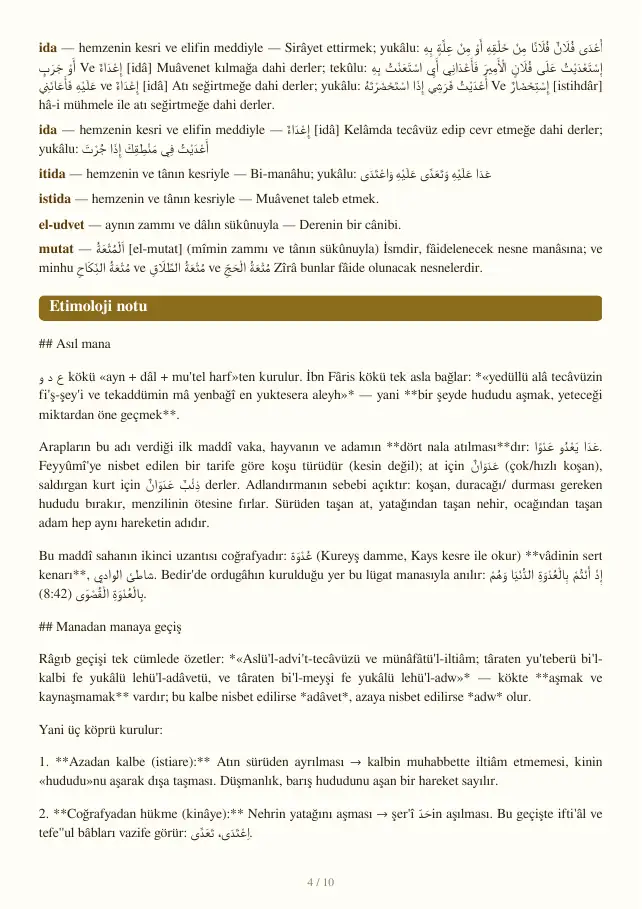 ida — hemzenin kesri ve elifin meddiyle — Sirâyet ettirmek; yukâlu: أَعْدَى فُلَانٌ فُلَانًا مِنْ خُلُقِهِ أَوْ مِنْ عِلَّةٍ بِهِ
أَوْ جَرَبٍ Ve إِعْدَاءٌ [idâ] Muâvenet kılmağa dahi derler; tekûlu: إِسْتَعْدَيْتُ عَلَى فُلَانٍ الْأَمِيرَ فَأَعْدَانِي أَيِ اسْتَعَنْتُ بِهِ
عَلَيْهِ فَأَعَانَنِي ve إِعْدَاءٌ [idâ] Atı seğirtmeğe dahi derler; yukâlu: أَعْدَيْتُ فَرَسِي إِذَا اسْتَحْضَرْتَهُ Ve إِسْتِحْضَارٌ [istihdâr]
hâ-i mühmele ile atı seğirtmeğe dahi derler.
ida — hemzenin kesri ve elifin meddiyle — إِعْدَاءٌ [idâ] Kelâmda tecâvüz edip cevr etmeğe dahi derler;
yukâlu: أَعْدَيْتَ فِي مَنْطِقِكَ إِذَا جُرْتَ
itida — hemzenin ve tânın kesriyle — Bi-manâhu; yukâlu: عَدَا عَلَيْهِ وَتَعَدَّى عَلَيْهِ وَاعْتَدَى
istida — hemzenin ve tânın kesriyle — Muâvenet taleb etmek.
el-udvet — aynın zammı ve dâlın sükûnuyla — Derenin bir cânibi.
mutat — اَلْمُتْعَةُ [el-mutat] (mîmin zammı ve tânın sükûnuyla) İsmdir, fâidelenecek nesne manâsına; ve
minhu مُتْعَةُ النِّكَاحِ ve مُتْعَةُ الطَّلَاقِ ve مُتْعَةُ الْحَجِّ Zîrâ bunlar fâide olunacak nesnelerdir.
Etimoloji notu
## Asıl mana
ع د و kökü «ayn + dâl + mu'tel harf»ten kurulur. İbn Fâris kökü tek asla bağlar: *«yedüllü alâ tecâvüzin
fi'ş-şey'i ve tekaddümin mâ yenbağî en yuktesera aleyh»* — yani **bir şeyde hududu aşmak, yeteceği
miktardan öne geçmek**.
Arapların bu adı verdiği ilk maddî vaka, hayvanın ve adamın **dört nala atılması**dır: عَدَا يَعْدُو عَدْوًا.
Feyyûmî'ye nisbet edilen bir tarife göre koşu türüdür (kesin değil); at için عَدَوَانٌ (çok/hızlı koşan),
saldırgan kurt için ذِئْبٌ عَدَوَانٌ derler. Adlandırmanın sebebi açıktır: koşan, duracağı/ durması gereken
hududu bırakır, menzilinin ötesine fırlar. Sürüden taşan at, yatağından taşan nehir, ocağından taşan
adam hep aynı hareketin adıdır.
Bu maddî sahanın ikinci uzantısı coğrafyadır: عُدْوَة (Kureyş damme, Kays kesre ile okur) **vâdinin sert
kenarı**, شاطئ الوادي. Bedir'de ordugâhın kurulduğu yer bu lügat manasıyla anılır: إِذْ أَنْتُمْ بِالْعُدْوَةِ الدُّنْيَا وَهُمْ
بِالْعُدْوَةِ الْقُصْوَى (8:42).
## Manadan manaya geçiş
Râgıb geçişi tek cümlede özetler: *«Aslü'l-advi't-tecâvüzü ve münâfâtü'l-iltiâm; târaten yu'teberü bi'l-
kalbi fe yukâlü lehü'l-adâvetü, ve târaten bi'l-meşyi fe yukâlü lehü'l-adw»* — kökte **aşmak ve
kaynaşmamak** vardır; bu kalbe nisbet edilirse *adâvet*, azaya nisbet edilirse *adw* olur.
Yani üç köprü kurulur:
1. **Azadan kalbe (istiare):** Atın sürüden ayrılması → kalbin muhabbette iltiâm etmemesi, kinin
«hududu»nu aşarak dışa taşması. Düşmanlık, barış hududunu aşan bir hareket sayılır.
2. **Coğrafyadan hükme (kinâye):** Nehrin yatağını aşması → şer'î حَدّin aşılması. Bu geçişte ifti'âl ve
tefe''ul bâbları vazife görür: اِعْتَدَى، تَعَدَّى.
4 / 10